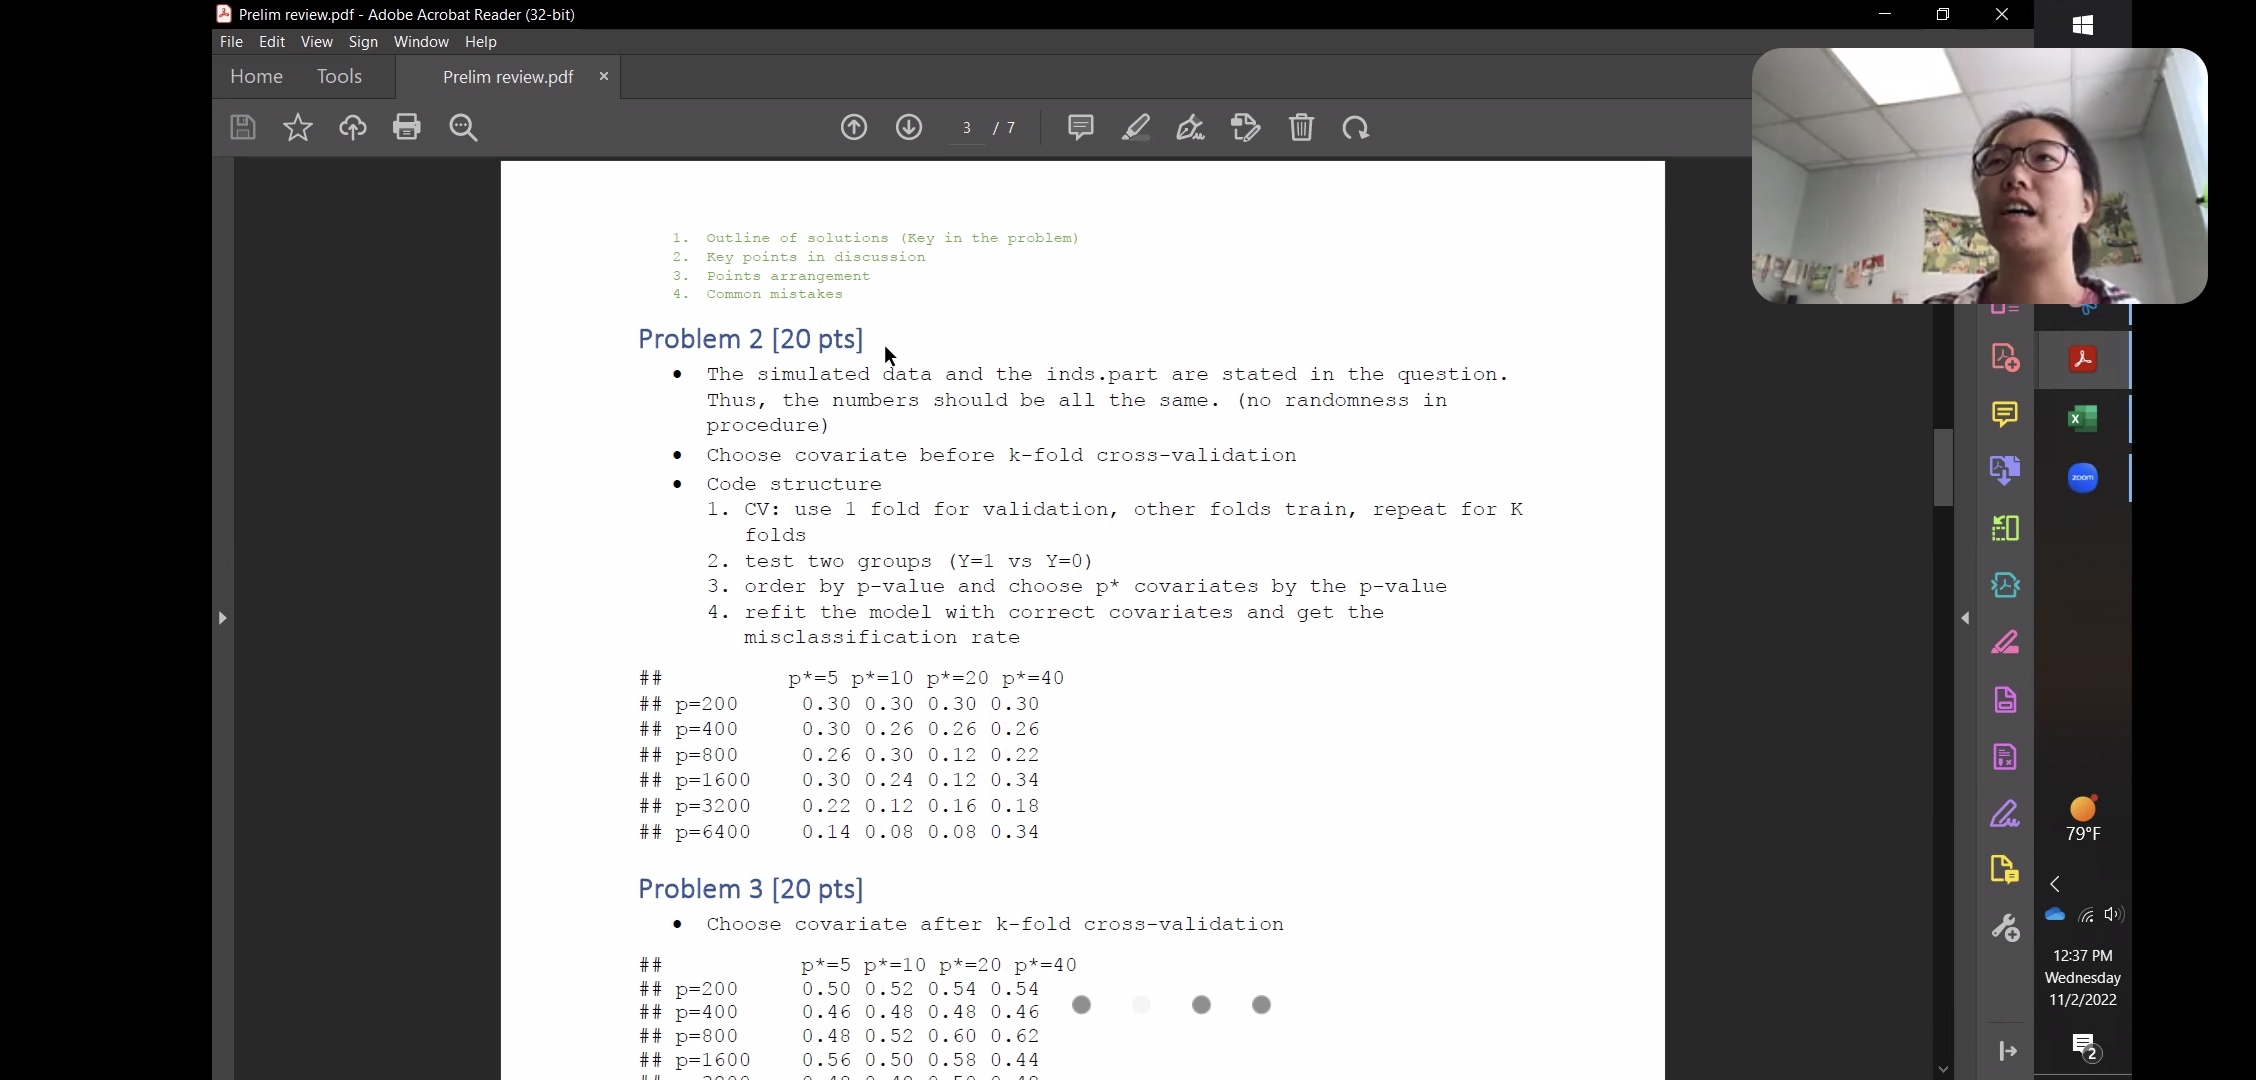 Prelim review.pdf - Adobe Acrobat Reader (32-bit)
File Edit View Sign Window Help
Home Tools Prelim review.pdf ×
3 / 7
1. Outline of solutions (Key in the problem)
2. Key points in discussion
3. Points arrangement
4. Common mistakes
Problem 2 [20 pts]
• The simulated data and the inds.part are stated in the question.
Thus, the numbers should be all the same. (no randomness in
procedure)
• Choose covariate before k-fold cross-validation
• Code structure
1. CV: use 1 fold for validation, other folds train, repeat for K
folds
2. test two groups (Y=1 vs Y=0)
3. order by p-value and choose p* covariates by the p-value
4. refit the model with correct covariates and get the
misclassification rate
## p*=5 p*=10 p*=20 p*=40
## p=200 0.30 0.30 0.30 0.30
## p=400 0.30 0.26 0.26 0.26
## p=800 0.26 0.30 0.12 0.22
## p=1600 0.30 0.24 0.12 0.34
## p=3200 0.22 0.12 0.16 0.18
## p=6400 0.14 0.08 0.08 0.34
Problem 3 [20 pts]
• Choose covariate after k-fold cross-validation
## p*=5 p*=10 p*=20 p*=40
## p=200 0.50 0.52 0.54 0.54
## p=400 0.46 0.48 0.48 0.46
## p=800 0.48 0.52 0.60 0.62
## p=1600 0.56 0.50 0.58 0.44
zoom
79°F
12:37 PM
Wednesday
11/2/2022
2